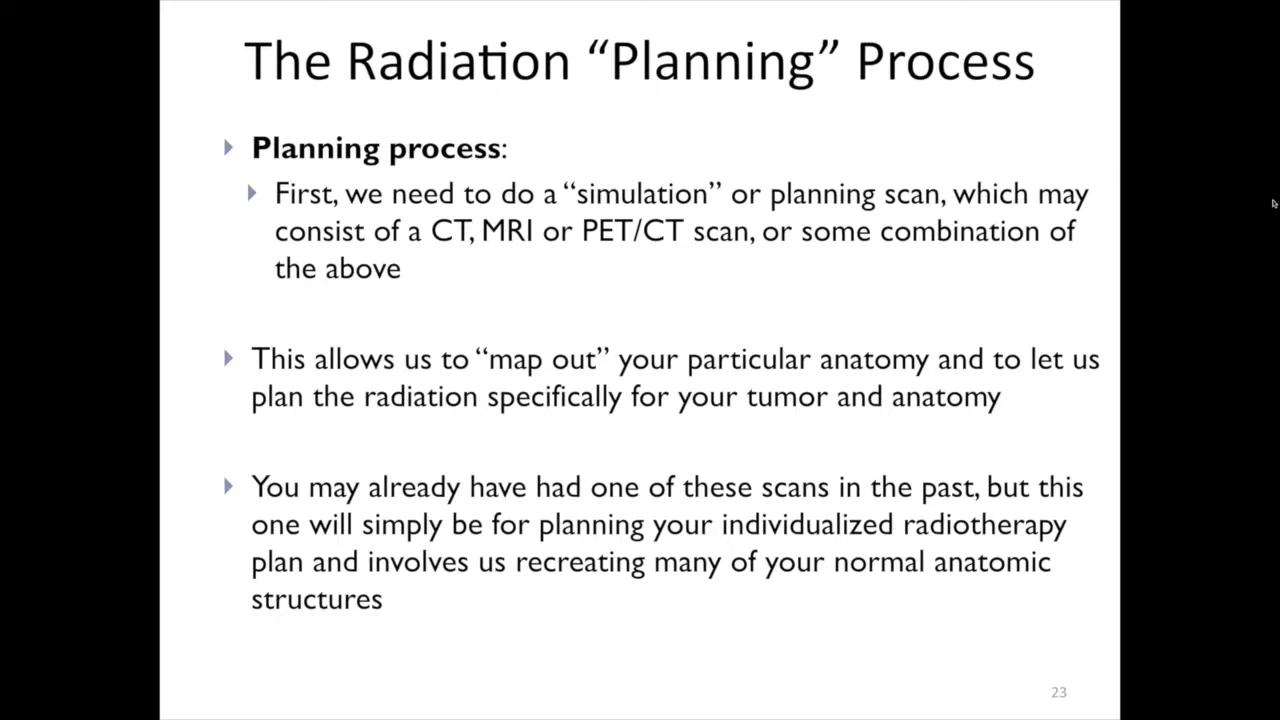 The Radiation “Planning” Process
Planning process:
First, we need to do a “simulation” or planning scan, which may
consist of a CT, MRI or PET/CT scan, or some combination of
the above
This allows us to “map out” your particular anatomy and to let us
plan the radiation specifically for your tumor and anatomy
You may already have had one of these scans in the past, but this
one will simply be for planning your individualized radiotherapy
plan and involves us recreating many of your normal anatomic
structures
23